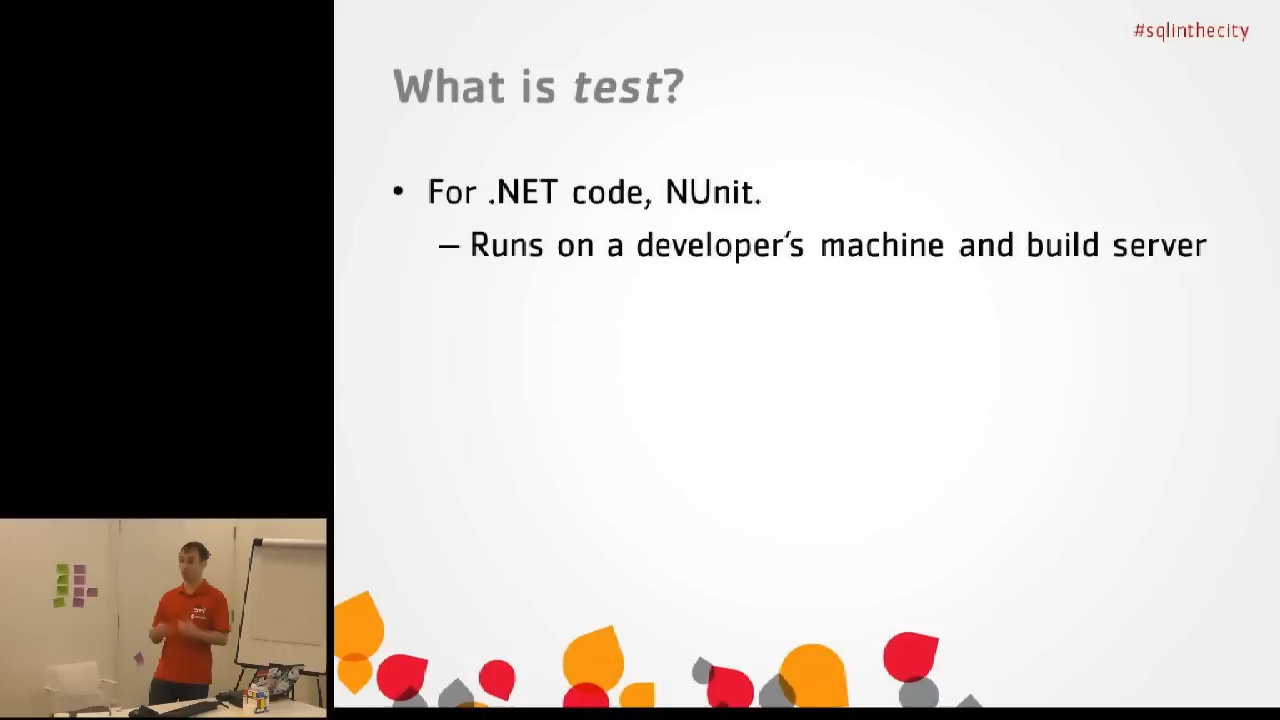 #sqlinthecity
What is test?
• For .NET code, NUnit.
– Runs on a developer's machine and build server